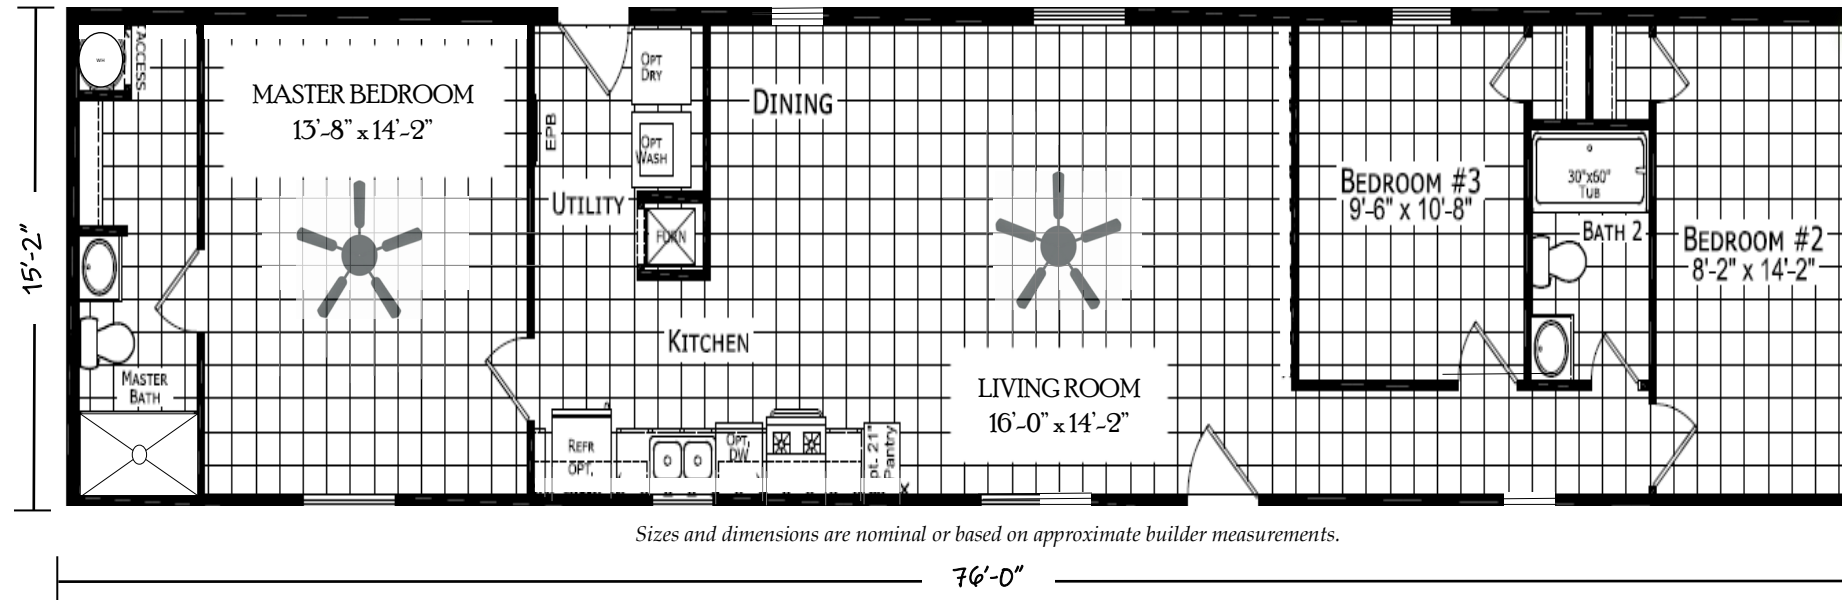 WH
ACCESS
MASTER BEDROOM
13'-8" x 14'-2"
EPB
OPT
DRY
OPT
WASH
UTILITY
FURN
DINING
KITCHEN
LIVING ROOM
16'-0" x 14'-2"
BEDROOM #3
9'-6" x 10'-8"
30"x60"
TUB
BATH 2
BEDROOM #2
8'-2" x 14'-2"
MASTER
BATH
REFR
OPT.
OPT.
DW
pt. 21"
Pantry
15'-2"
Sizes and dimensions are nominal or based on approximate builder measurements.
76'-0"